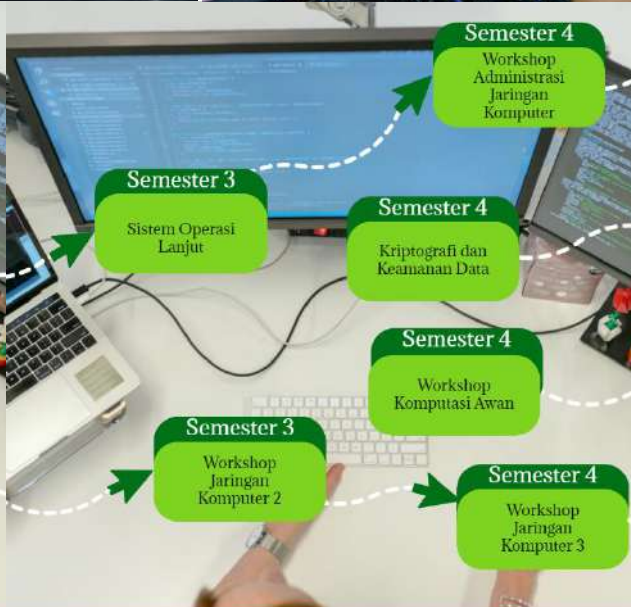 Semester 4
Workshop
Administrasi
Jaringan
Komputer
Semester 3
Sistem Operasi
Lanjut
Semester 4
Kriptografi dan
Keamanan Data
Semester 4
Workshop
Komputasi Awan
Semester 3
Workshop
Jaringan
Komputer 2
Semester 4
Workshop
Jaringan
Komputer 3